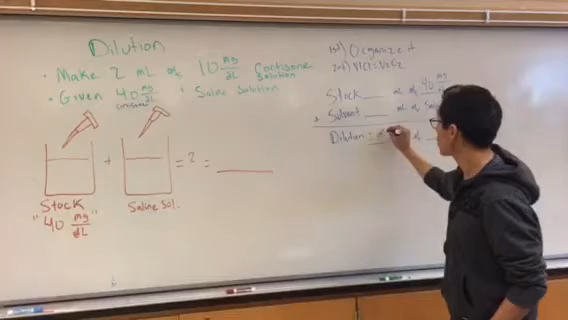 Dilution
• Make 2 mL of 10 mg/dL Cortisone Solution
• Given 40 mg/dL cortisone & Saline Solution
+
= ? =
Stock
"40 mg/dL"
Saline Sol.
1st) Organize it
2nd) V1C1=V2C2
Stock ___ mL of 40 mg/dL
Solvent ___ mL of
+
Dilution: